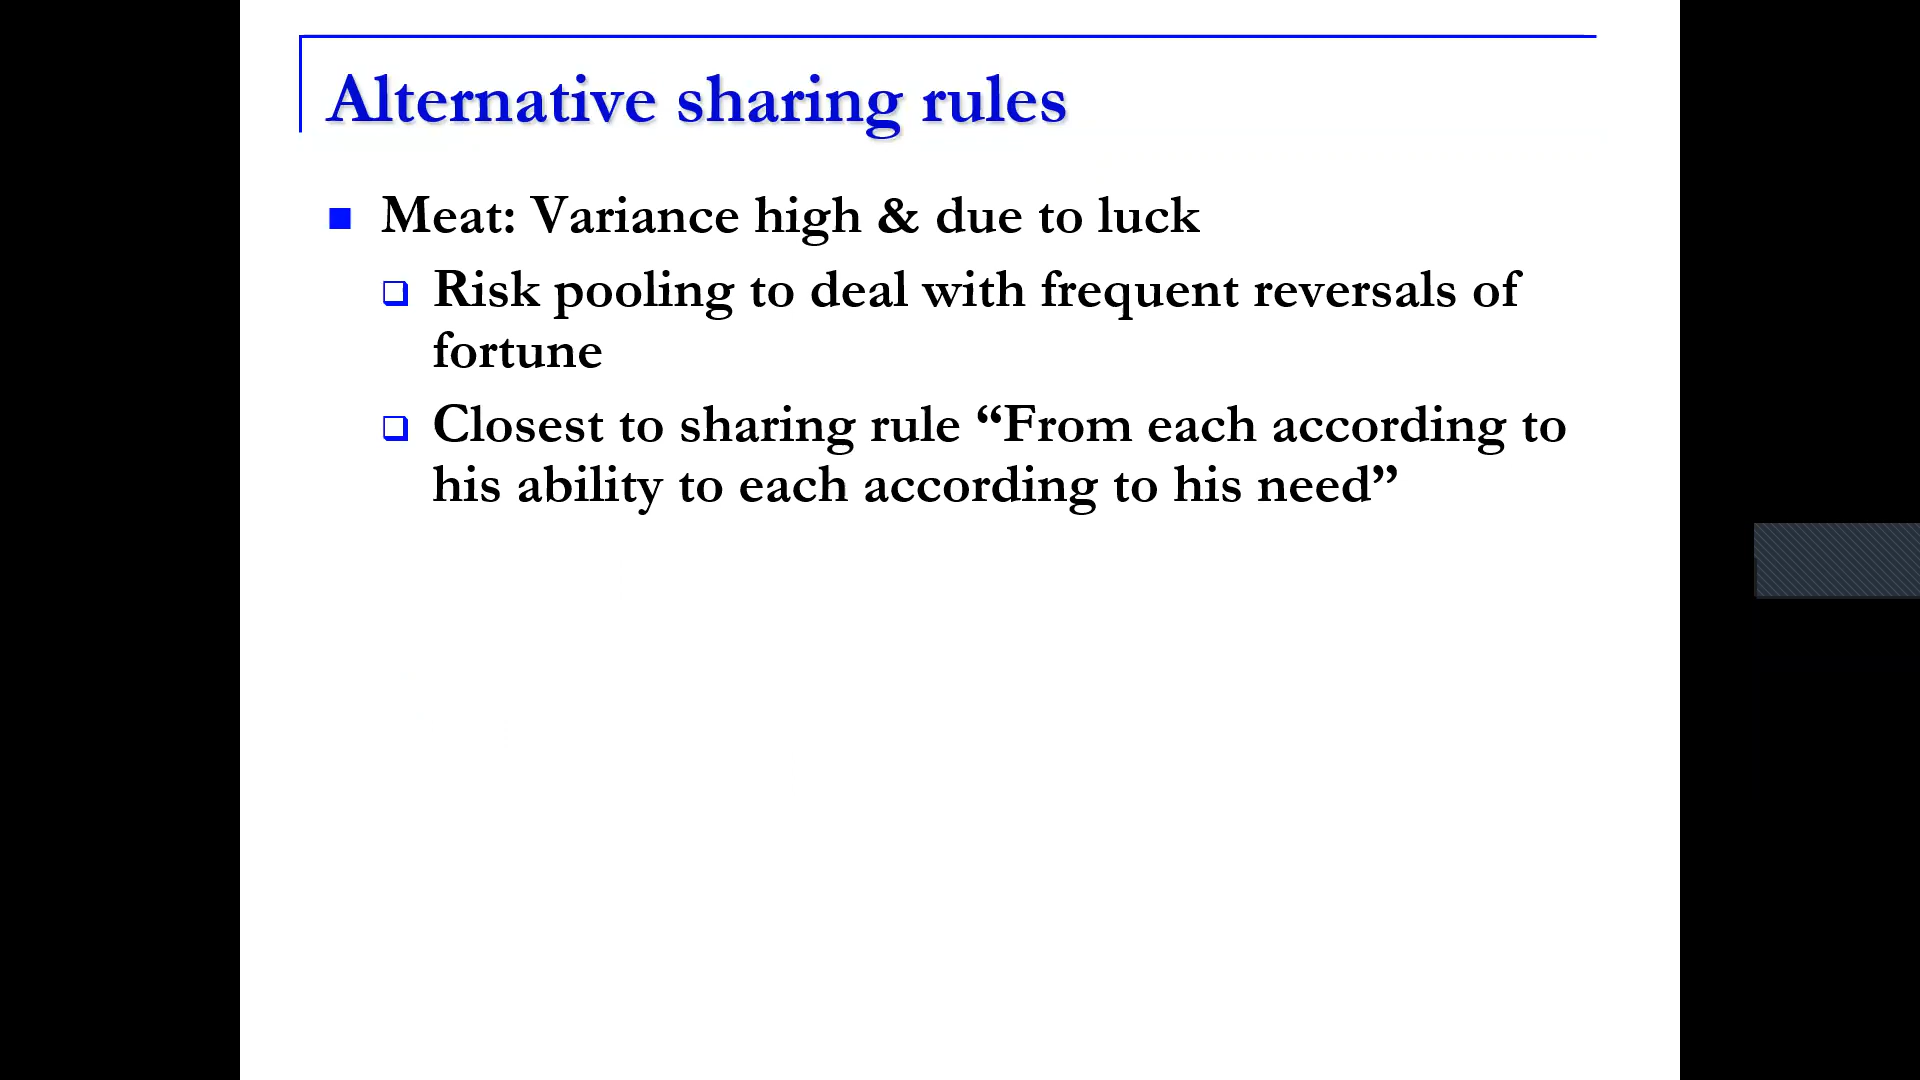 Alternative sharing rules
Meat: Variance high & due to luck
Risk pooling to deal with frequent reversals of
fortune
Closest to sharing rule “From each according to
his ability to each according to his need”